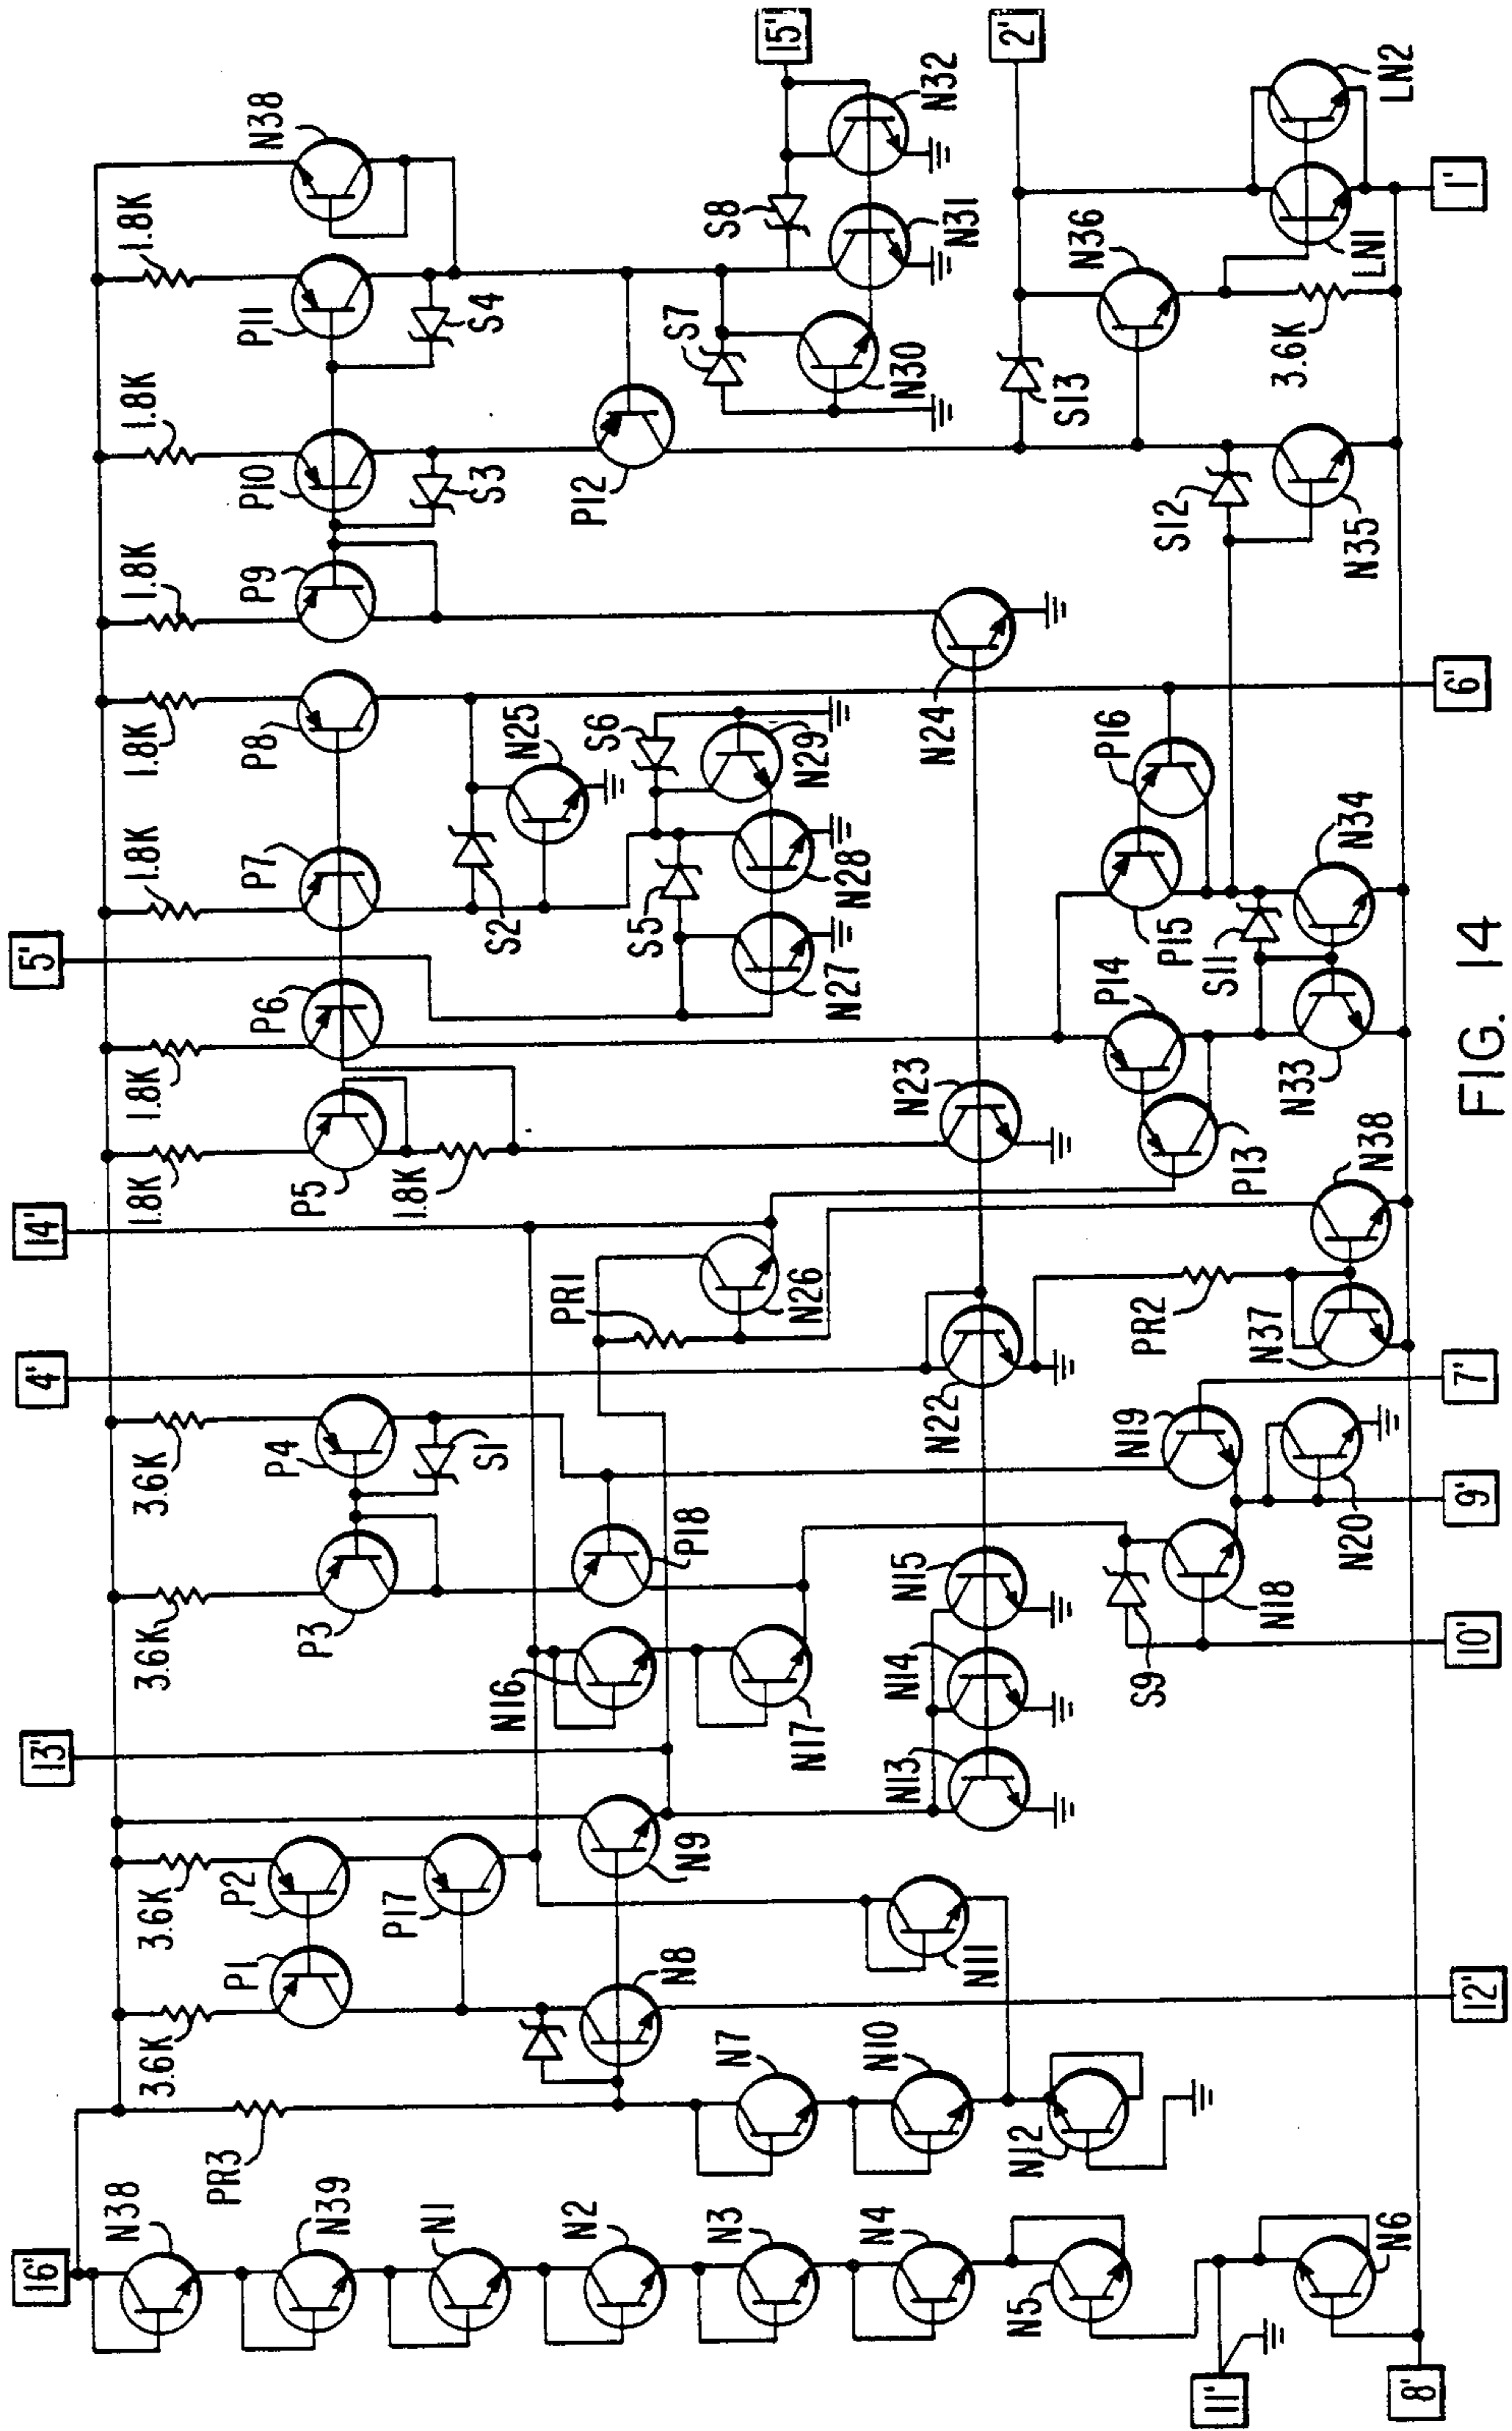 16'
13'
4'
14'
5'
N38
3.6K
3.6K
3.6K
3.6K
1.8K
1.8K
1.8K
1.8K
1.8K
1.8K
1.8K
PR3
P1
P2
P3
P4
P5
P6
P7
P8
P9
P10
P11
N38
N39
1.8K
N1
P17
S1
S2
S3
S4
N16
N25
N2
PR1
P12
S6
S5
N8
P18
S7
N9
S8
N3
N7
15'
N26
N17
N29
N27
N28
N4
N10
N13
N14
N15
N23
N30
N22
N24
N32
N31
N11
N5
N12
2'
S13
N36
P14
P16
S9
N19
PR2
P15
S12
11'
S11
P13
N37
N18
N33
3.6K
N20
N38
N34
N35
LN1
N6
LN2
8'
12'
10'
9'
7'
6'
1'
FIG. 14